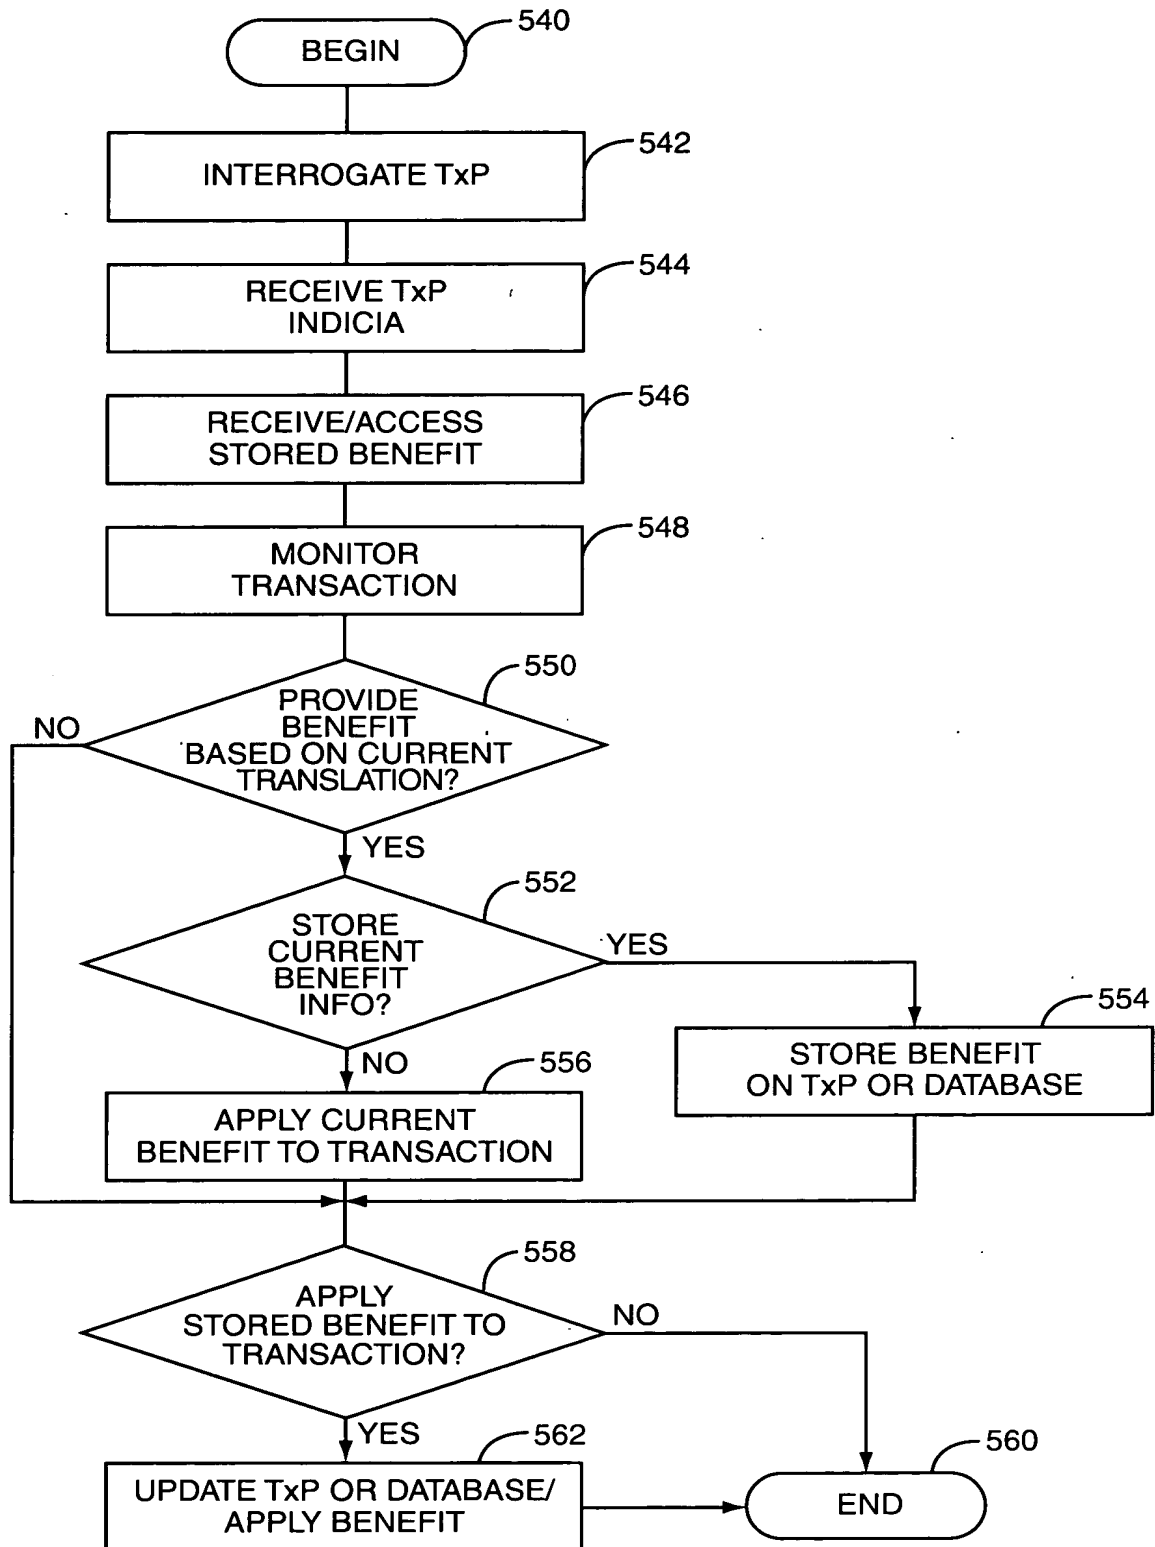 540
BEGIN
542
INTERROGATE TxP
544
RECEIVE TxP
INDICIA
546
RECEIVE/ACCESS
STORED BENEFIT
548
MONITOR
TRANSACTION
550
PROVIDE
BENEFIT
BASED ON CURRENT
TRANSLATION?
NO
YES
552
STORE
CURRENT
BENEFIT
INFO?
YES
554
STORE BENEFIT
ON TxP OR DATABASE
NO
556
APPLY CURRENT
BENEFIT TO TRANSACTION
558
APPLY
STORED BENEFIT TO
TRANSACTION?
NO
YES
562
UPDATE TxP OR DATABASE/
APPLY BENEFIT
560
END